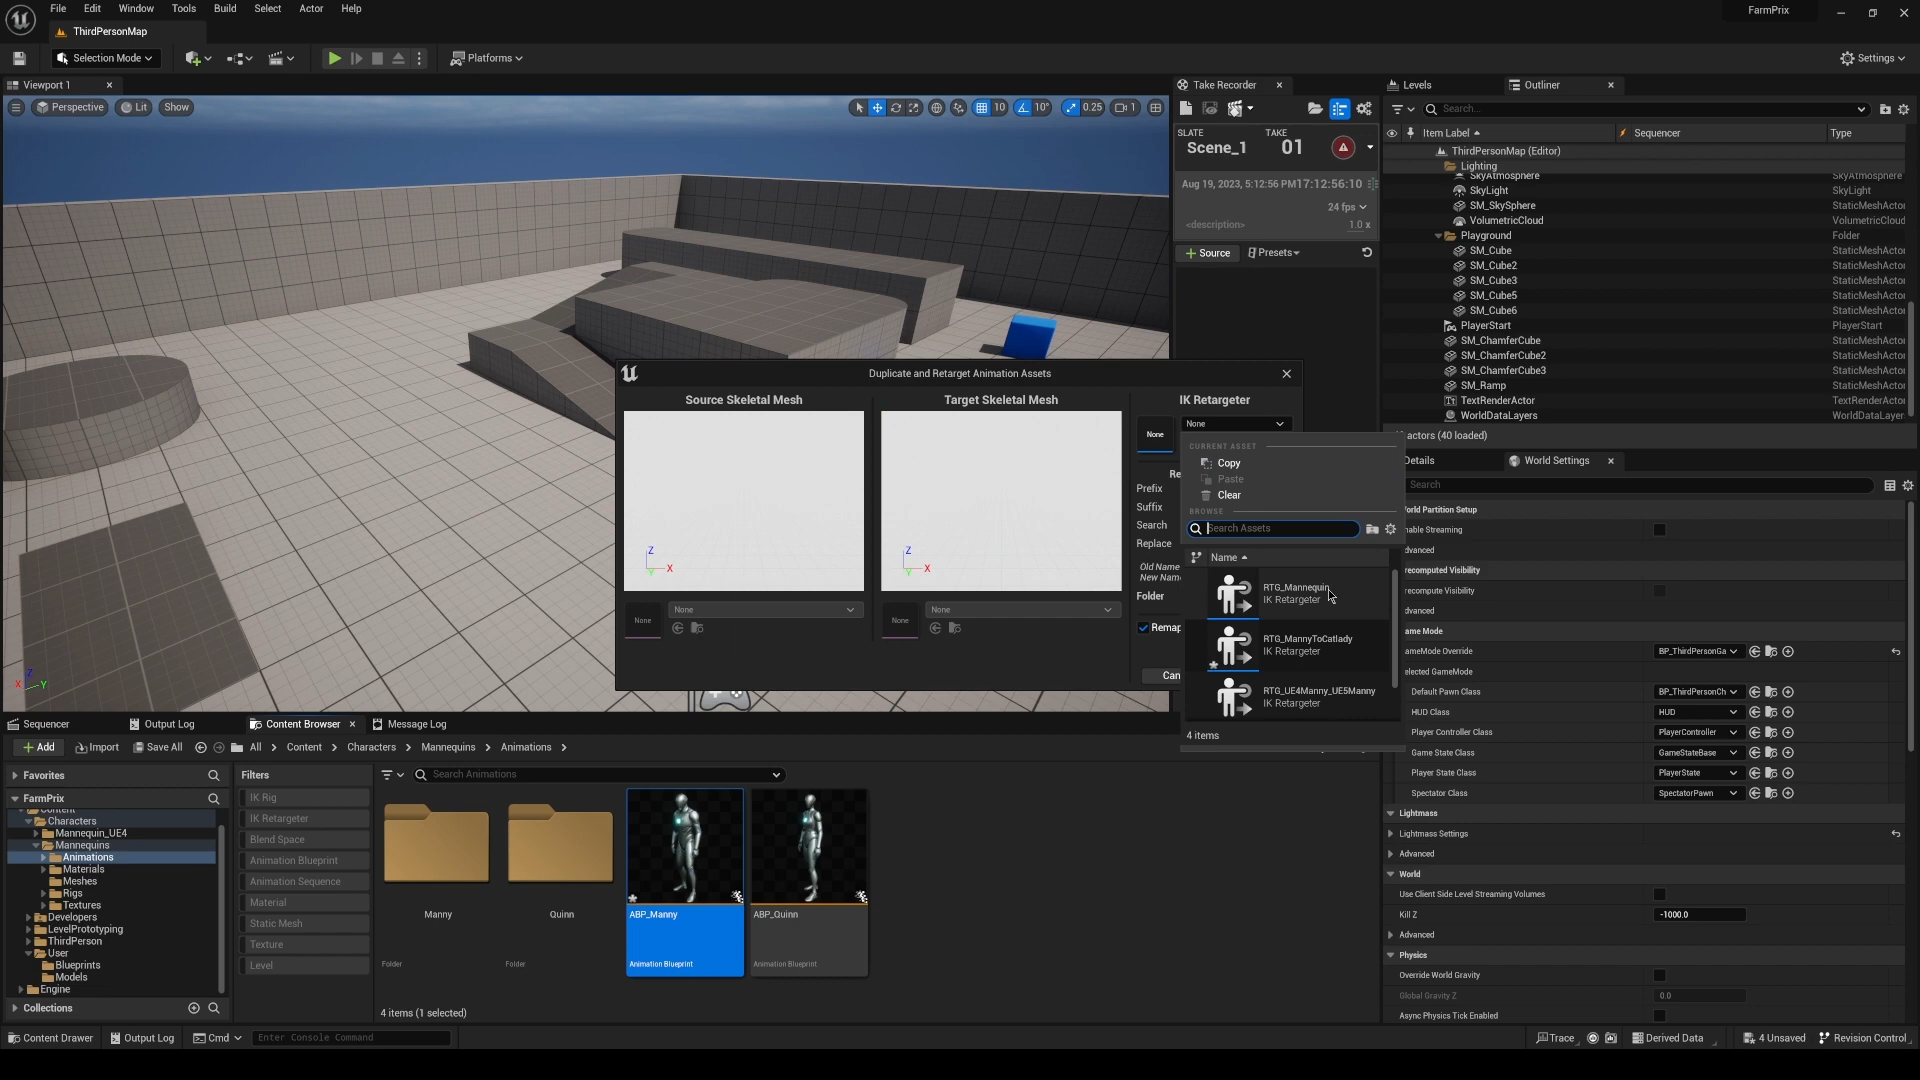 File Edit Window Tools Build Select Actor Help
FarmPrix
ThirdPersonMap
Selection Mode
Platforms
Settings
Viewport 1
Take Recorder
Levels
Outliner
Perspective
Lit
Show
10
10°
0.25
1
Search...
Item Label
Sequencer
Type
SLATE
TAKE
Scene_1
01
Aug 19, 2023, 5:12:56 PM
17:12:56:10
24 fps
<description>
1.0 x
Source
Presets
ThirdPersonMap (Editor)
Lighting
SkyAtmosphere SkyAtmosphere
SkyLight SkyLight
SM_SkySphere StaticMeshActor
VolumetricCloud VolumetricCloud
Playground Folder
SM_Cube StaticMeshActor
SM_Cube2 StaticMeshActor
SM_Cube3 StaticMeshActor
SM_Cube5 StaticMeshActor
SM_Cube6 StaticMeshActor
PlayerStart PlayerStart
SM_ChamferCube StaticMeshActor
SM_ChamferCube2 StaticMeshActor
SM_ChamferCube3 StaticMeshActor
SM_Ramp StaticMeshActor
TextRenderActor TextRenderActor
WorldDataLayers WorldDataLayer
actors (40 loaded)
Duplicate and Retarget Animation Assets
Source Skeletal Mesh
Target Skeletal Mesh
IK Retargeter
None
None
CURRENT ASSET
Copy
Paste
Clear
BROWSE
Search Assets
Name
RTG_Mannequin
IK Retargeter
RTG_MannyToCatlady
IK Retargeter
RTG_UE4Manny_UE5Manny
IK Retargeter
4 items
Re
Prefix
Suffix
Search
Replace
Old Name
New Name
Folder
Remap
Can
Z
X
Y
Z
X
Y
None
None
None
None
Z
X
Y
Details
World Settings
Search
orld Partition Setup
nable Streaming
dvanced
recomputed Visibility
recompute Visibility
dvanced
ame Mode
ameMode Override BP_ThirdPersonGa
elected GameMode
Default Pawn Class BP_ThirdPersonCh
HUD Class HUD
Player Controller Class PlayerController
Game State Class GameStateBase
Player State Class PlayerState
Spectator Class SpectatorPawn
Lightmass
Lightmass Settings
Advanced
World
Use Client Side Level Streaming Volumes
Kill Z -1000.0
Advanced
Physics
Override World Gravity
Global Gravity Z 0.0
Async Physics Tick Enabled
Sequencer
Output Log
Content Browser
Message Log
Add
Import
Save All
All
Content
Characters
Mannequins
Animations
Favorites
FarmPrix
Content
Characters
Mannequin_UE4
Mannequins
Animations
Materials
Meshes
Rigs
Textures
Developers
LevelPrototyping
ThirdPerson
User
Blueprints
Models
Engine
Collections
Filters
IK Rig
IK Retargeter
Blend Space
Animation Blueprint
Animation Sequence
Material
Static Mesh
Texture
Level
Search Animations
Manny
Folder
Quinn
Folder
ABP_Manny
Animation Blueprint
ABP_Quinn
Animation Blueprint
4 items (1 selected)
Content Drawer
Output Log
Cmd
Enter Console Command
Trace
Derived Data
4 Unsaved
Revision Control